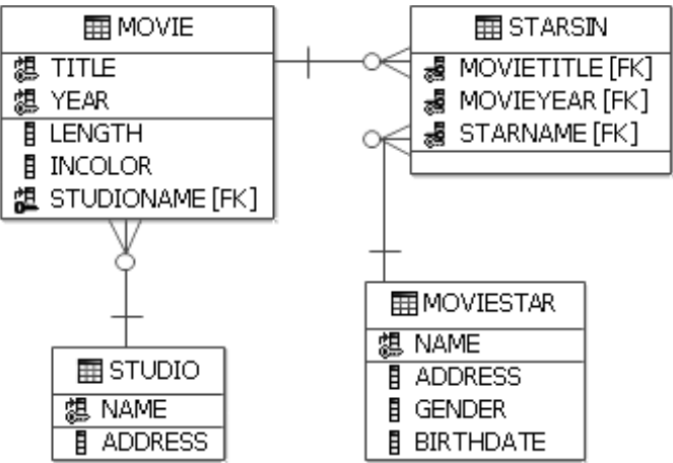 MOVIE
TITLE
YEAR
LENGTH
INCOLOR
STUDIONAME [FK]
STARSIN
MOVIETITLE [FK]
MOVIEYEAR [FK]
STARNAME [FK]
STUDIO
NAME
ADDRESS
MOVIESTAR
NAME
ADDRESS
GENDER
BIRTHDATE